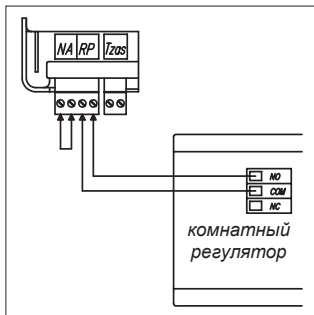 NA RP Tzas
NO
COM
NC
комнатный
регулятор